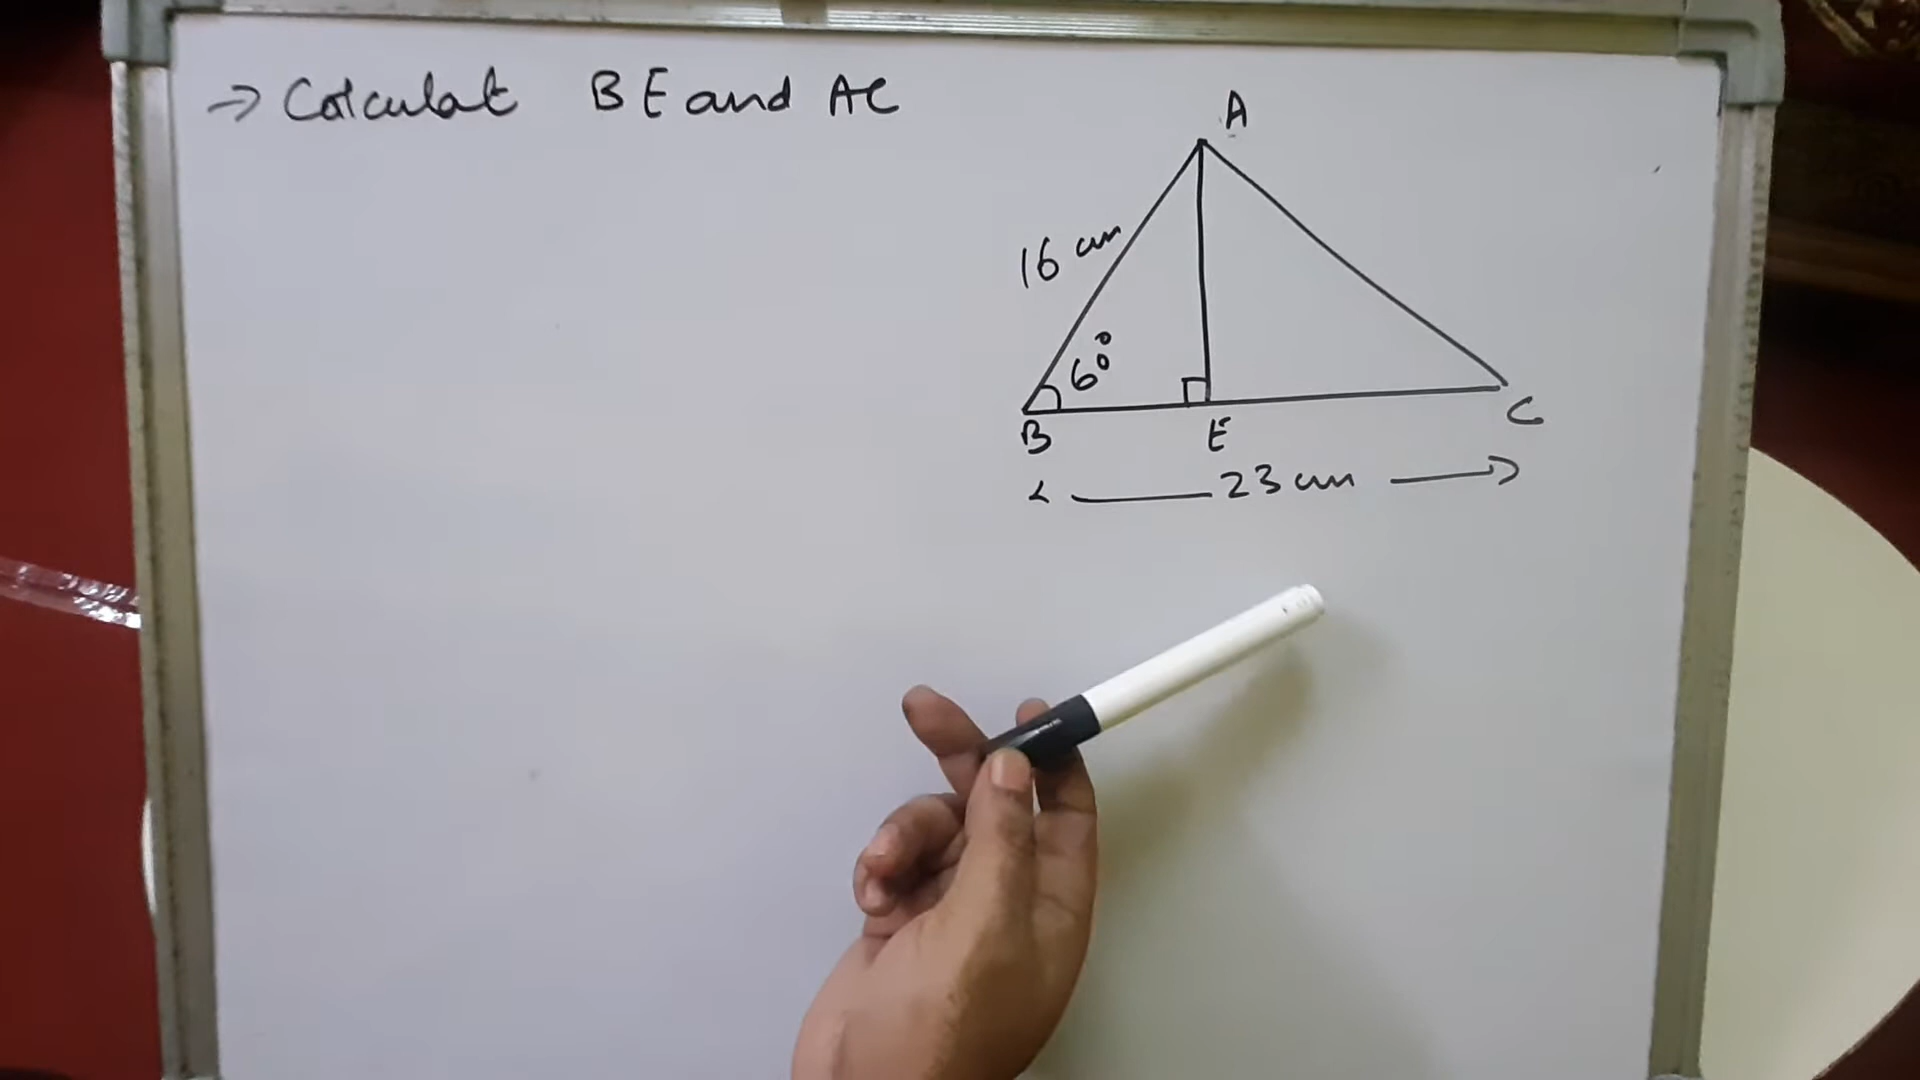 → Calculat BE and AC
A
16 cm
60°
B E C
< — 23 cm →